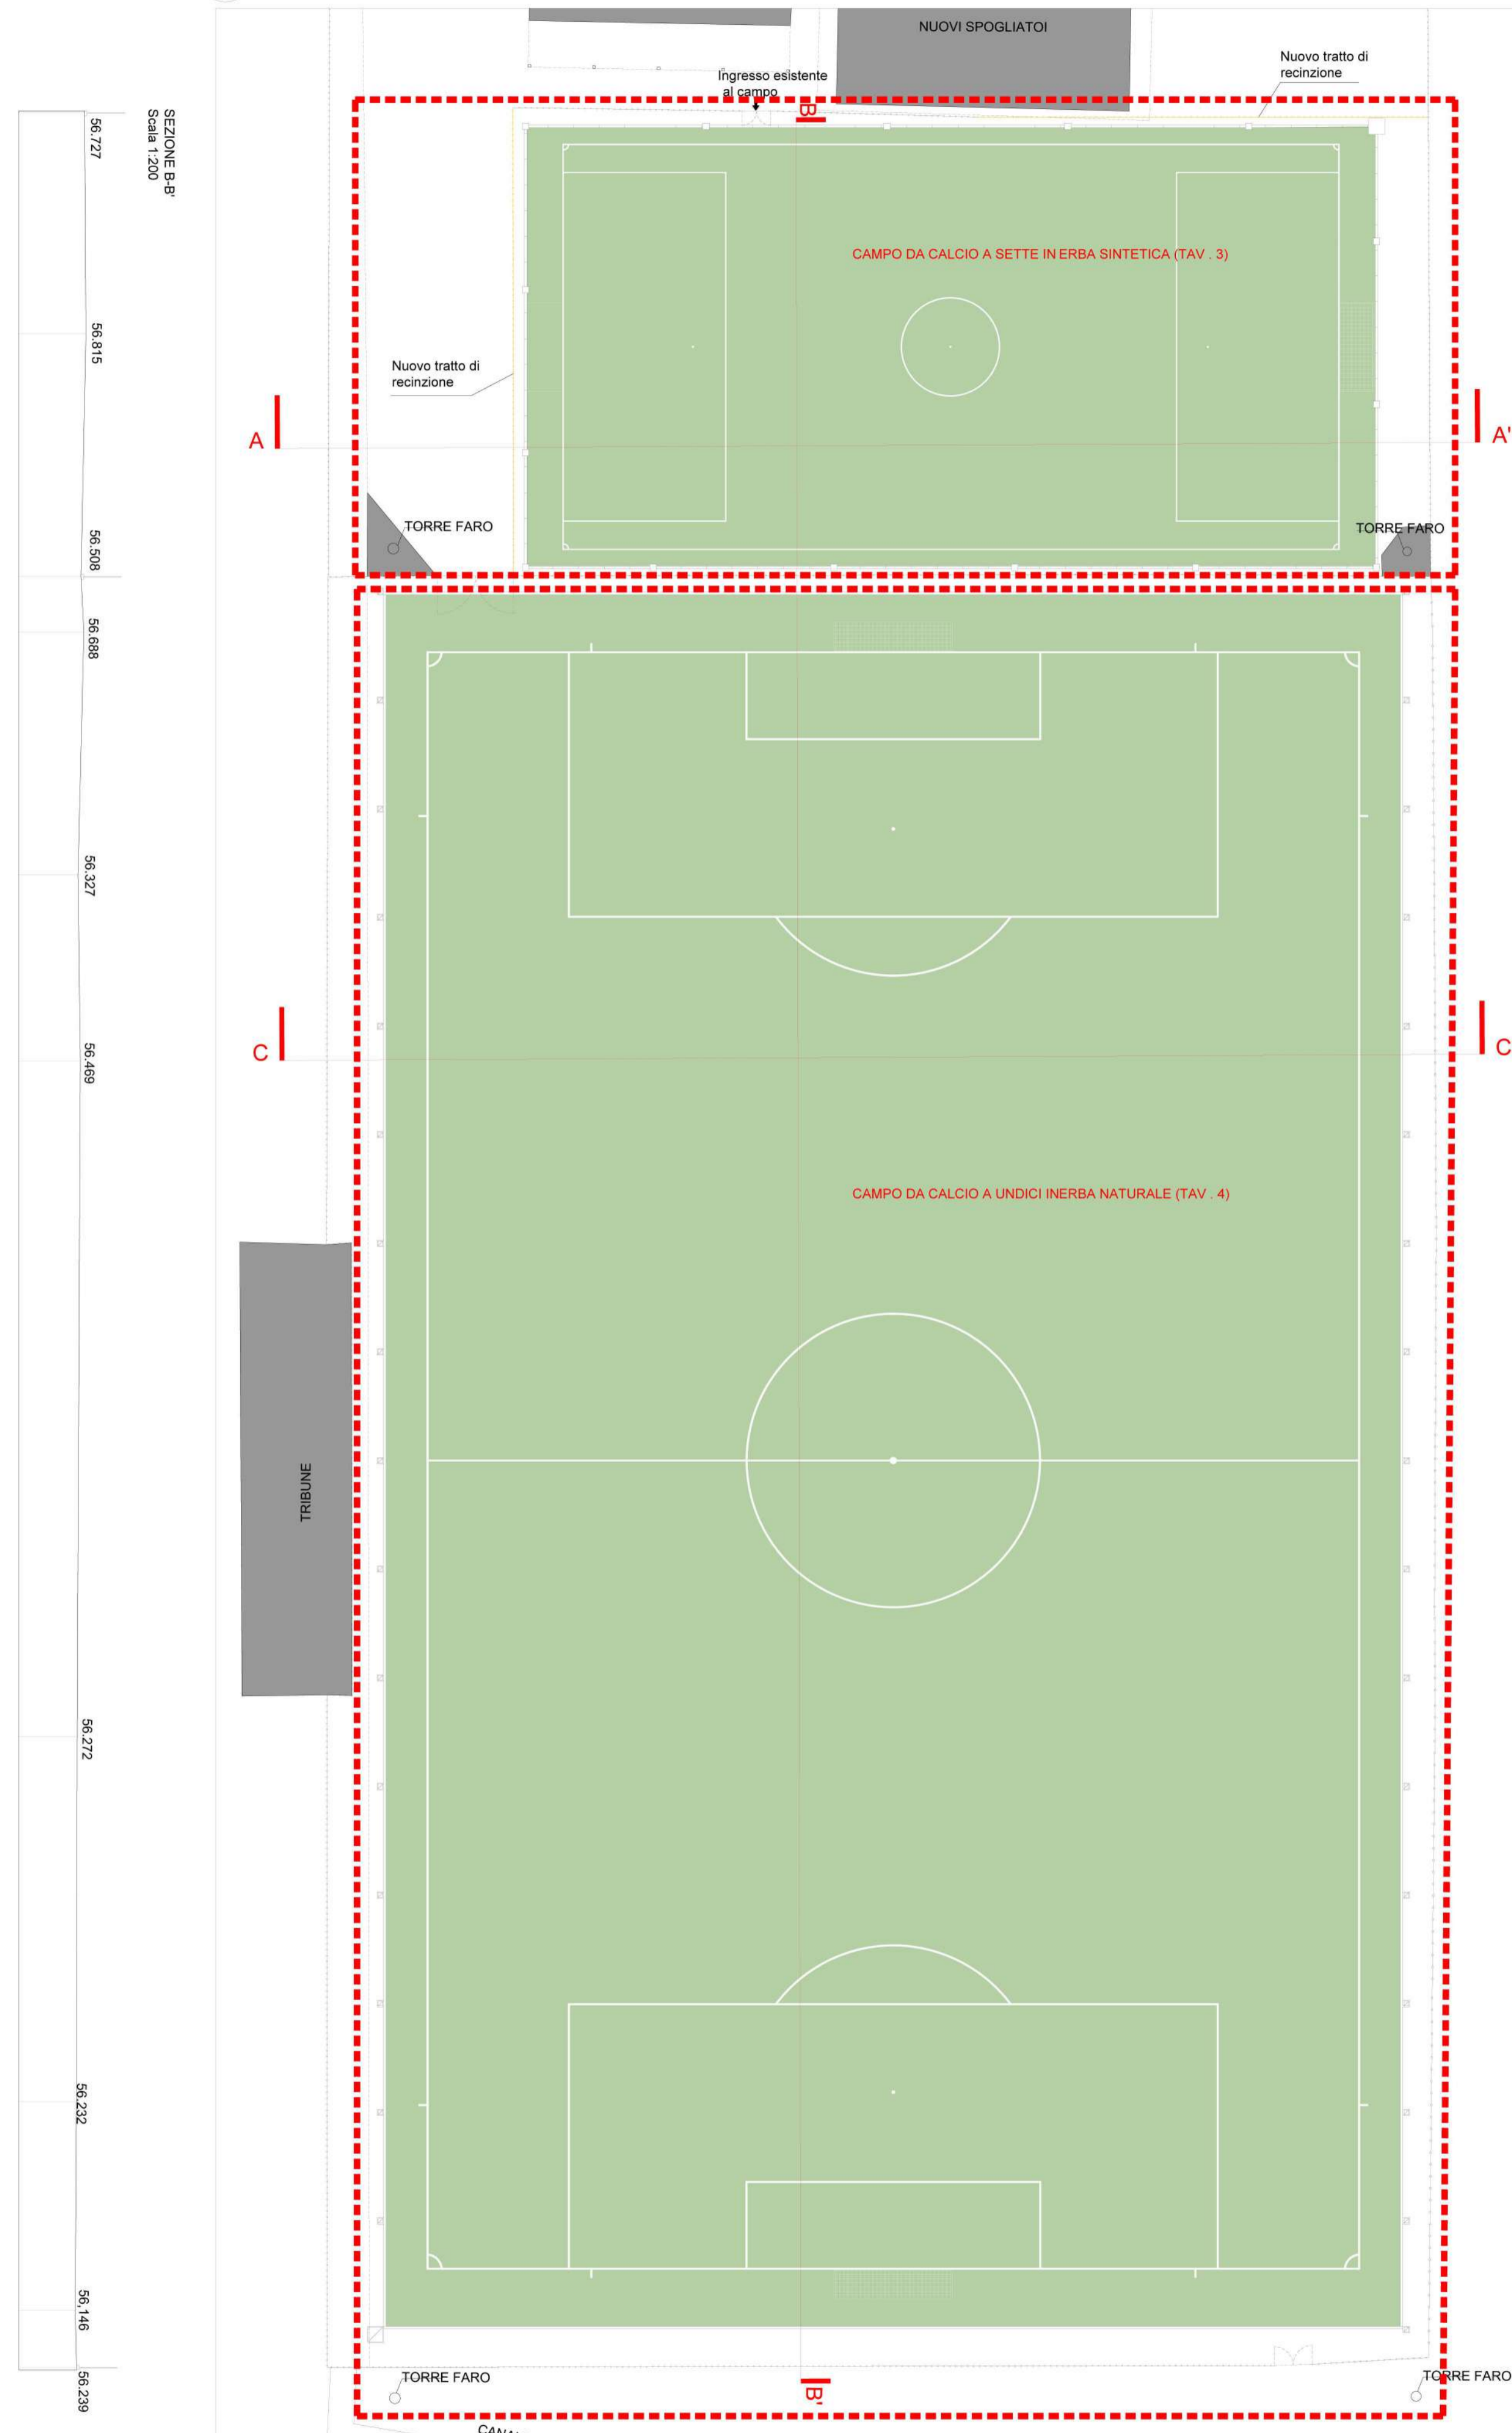 NUOVI SPOGLIATOI
Nuovo tratto di
recinzione
Ingresso esistente
al campo
B
SEZIONE B-B'
Scala 1:200
56.727
CAMPO DA CALCIO A SETTE IN ERBA SINTETICA (TAV . 3)
56.815
Nuovo tratto di
recinzione
A
A'
TORRE FARO
TORRE FARO
56.508
56.688
56.327
C
C
56.469
CAMPO DA CALCIO A UNDICI INERBA NATURALE (TAV . 4)
TRIBUNE
56.272
56.232
56,146
56.239
TORRE FARO
B'
TORRE FARO